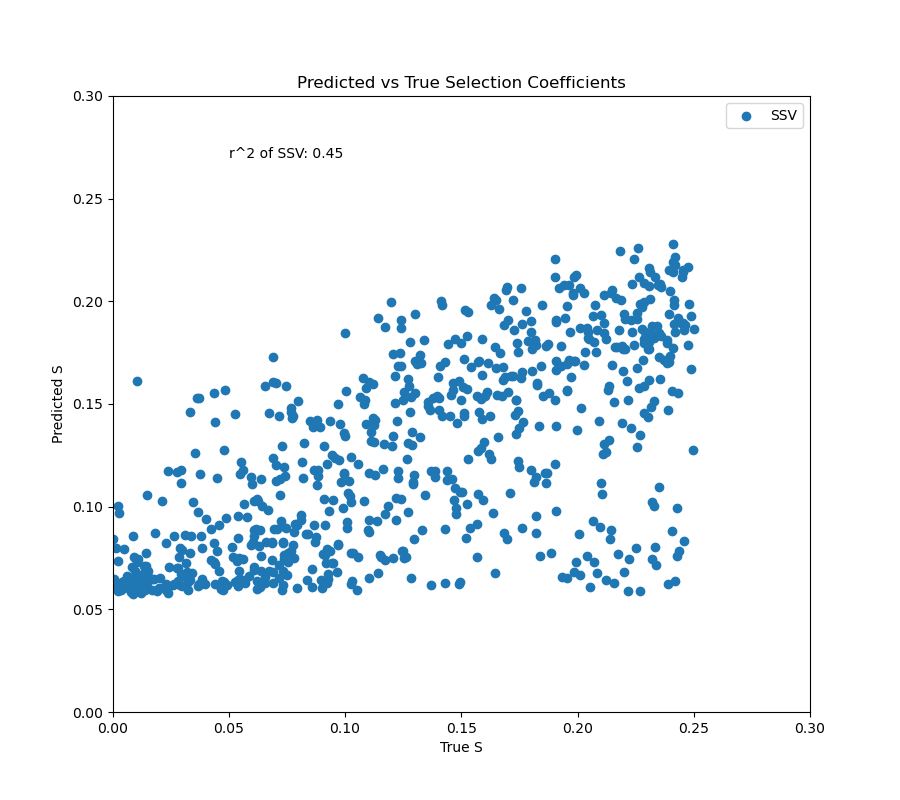 Predicted vs True Selection Coefficients
SSV
r^2 of SSV: 0.45
Predicted S
0.30
0.25
0.20
0.15
0.10
0.05
0.00
0.00 0.05 0.10 0.15 0.20 0.25 0.30
True S